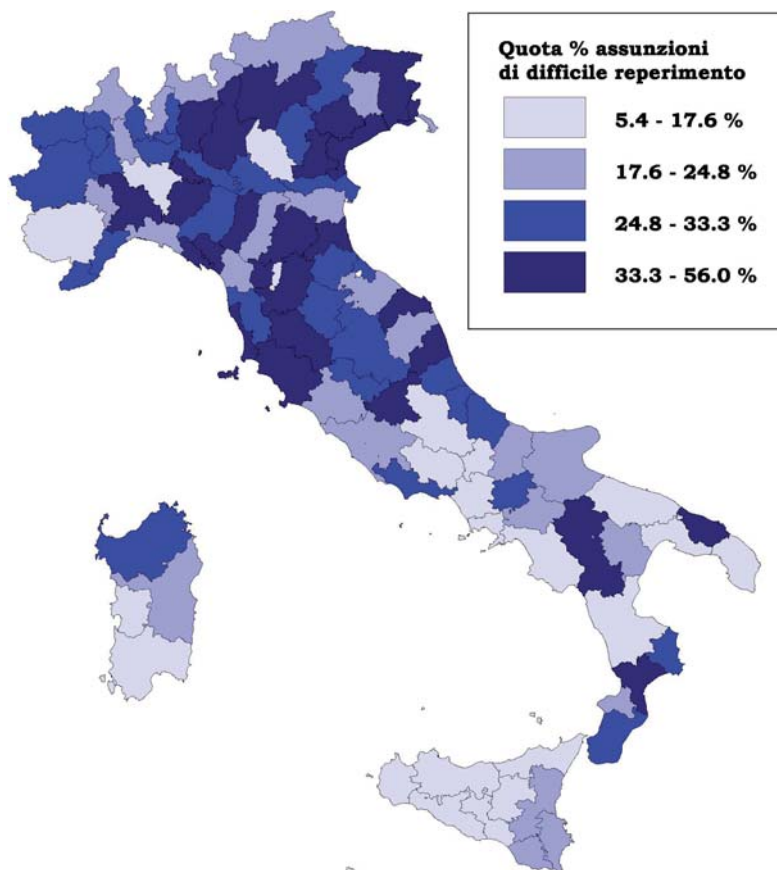 Quota % assunzioni
di difficile reperimento
5.4 - 17.6 %
17.6 - 24.8 %
24.8 - 33.3 %
33.3 - 56.0 %